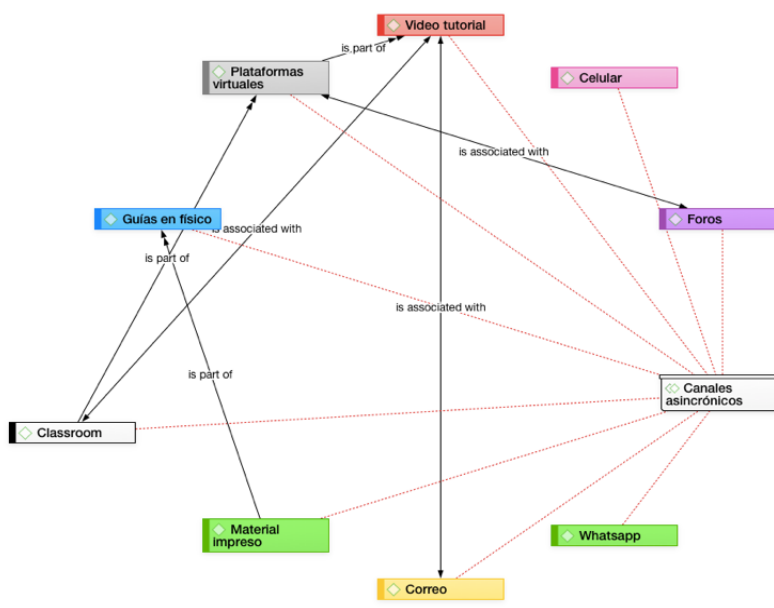 Video tutorial
is part of
Plataformas
virtuales
Celular
is associated with
Guías en físico
Foros
is associated with
is part of
is associated with
is part of
Canales
asincrónicos
Classroom
Material
impreso
Whatsapp
Correo